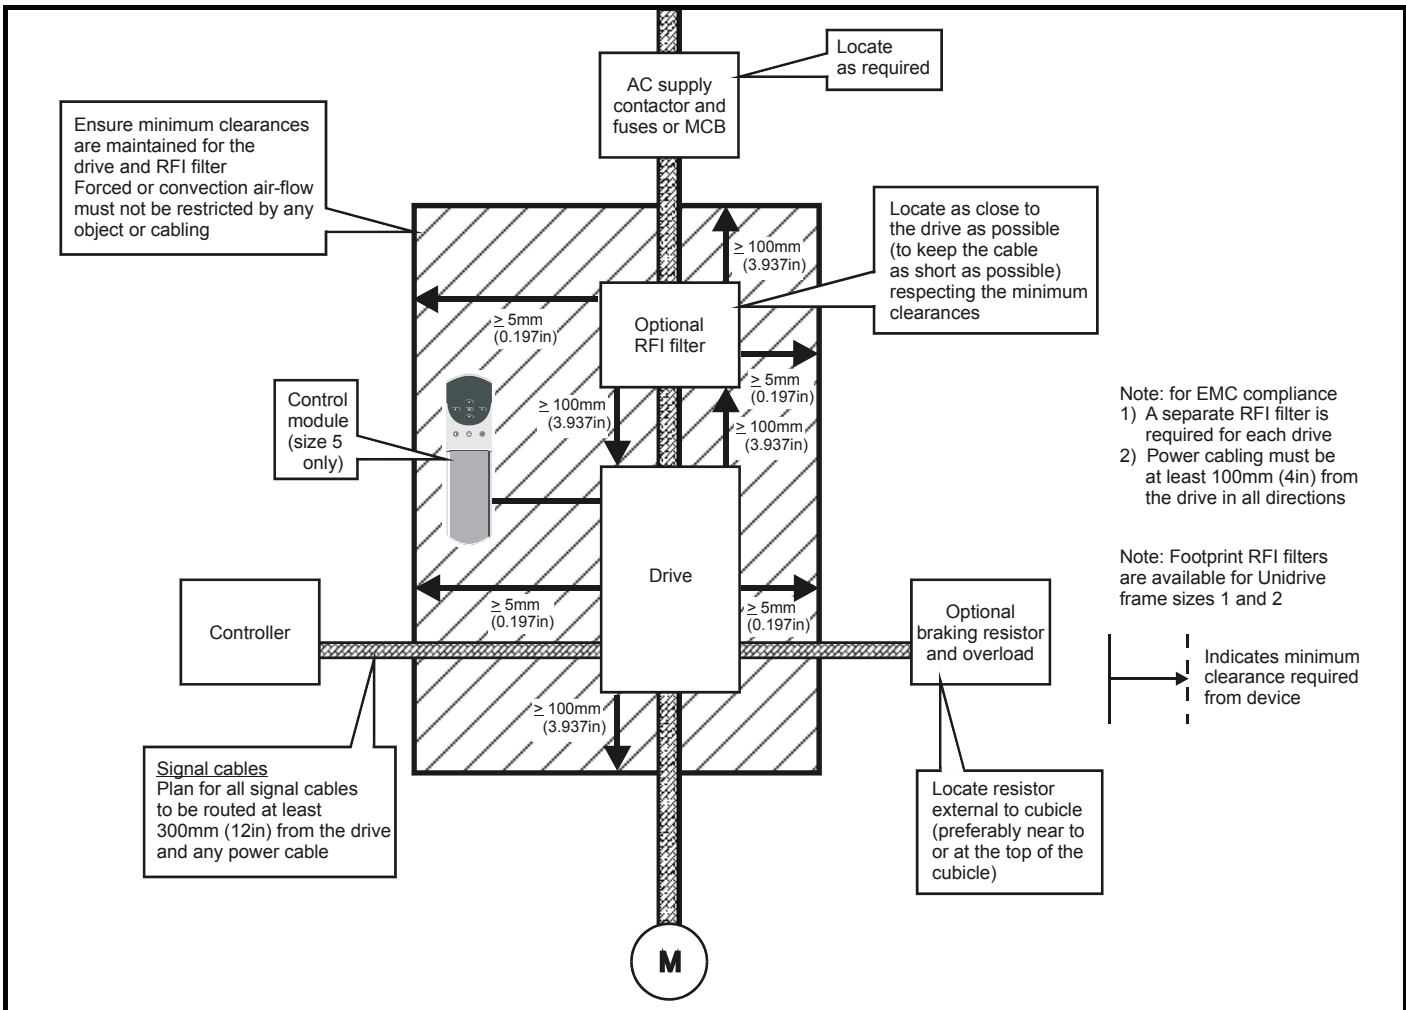 Locate
as required
AC supply
contactor and
fuses or MCB
Ensure minimum clearances
are maintained for the
drive and RFI filter
Forced or convection air-flow
must not be restricted by any
object or cabling
Locate as close to
the drive as possible
(to keep the cable
as short as possible)
respecting the minimum
clearances
≥ 100mm
(3.937in)
≥ 5mm
(0.197in)
Optional
RFI filter
≥ 5mm
(0.197in)
Control
module
(size 5
only)
≥ 100mm
(3.937in)
≥ 100mm
(3.937in)
Note: for EMC compliance
1) A separate RFI filter is
required for each drive
2) Power cabling must be
at least 100mm (4in) from
the drive in all directions
Note: Footprint RFI filters
are available for Unidrive
frame sizes 1 and 2
Drive
≥ 5mm
(0.197in)
≥ 5mm
(0.197in)
Controller
Optional
braking resistor
and overload
Indicates minimum
clearance required
from device
≥ 100mm
(3.937in)
Signal cables
Plan for all signal cables
to be routed at least
300mm (12in) from the drive
and any power cable
Locate resistor
external to cubicle
(preferably near to
or at the top of the
cubicle)
M